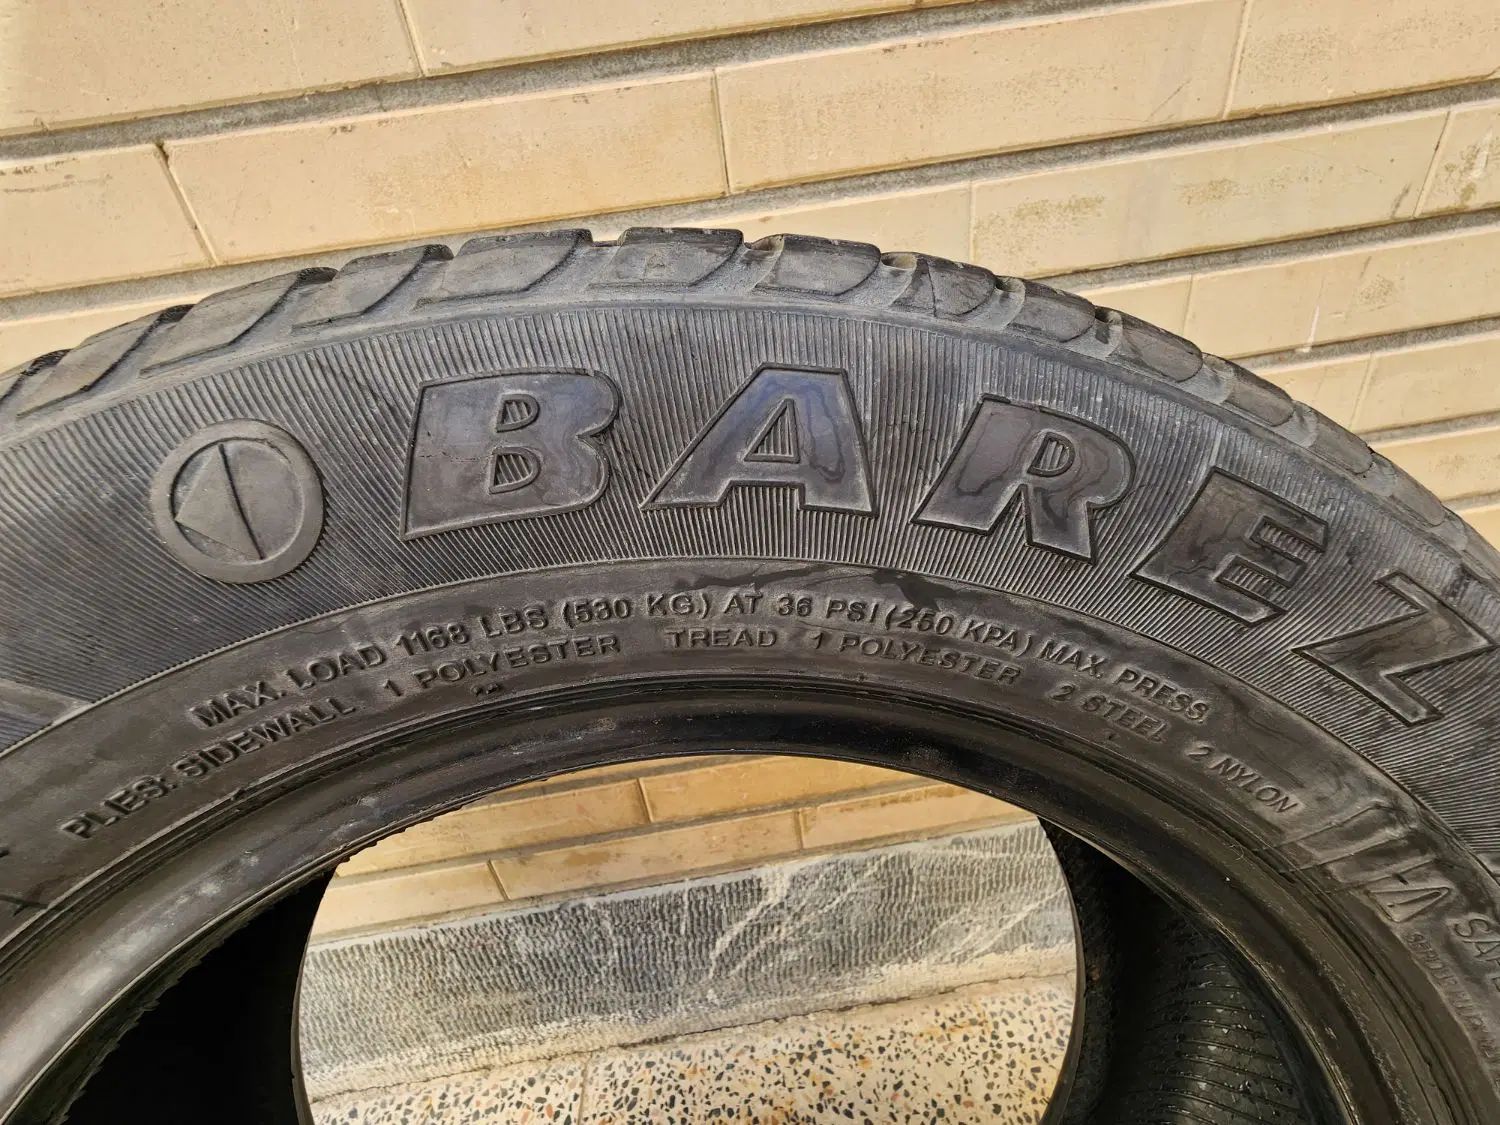 BAREZ
MAX. LOAD 1168 LBS (530 KG.) AT 36 PSI (250 KPA) MAX. PRESS
PLIES: SIDEWALL 1 POLYESTER TREAD 1 POLYESTER 2 STEEL 2 NYLON